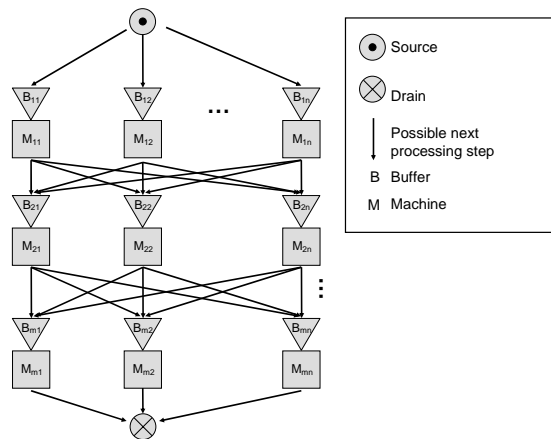 Source
Drain
Possible next
processing step
B Buffer
M Machine
B11 B12 ... B1n
M11 M12 M1n
B21 B22 B2n
M21 M22 M2n
Bm1 Bm2 Bmn
Mm1 Mm2 Mmn